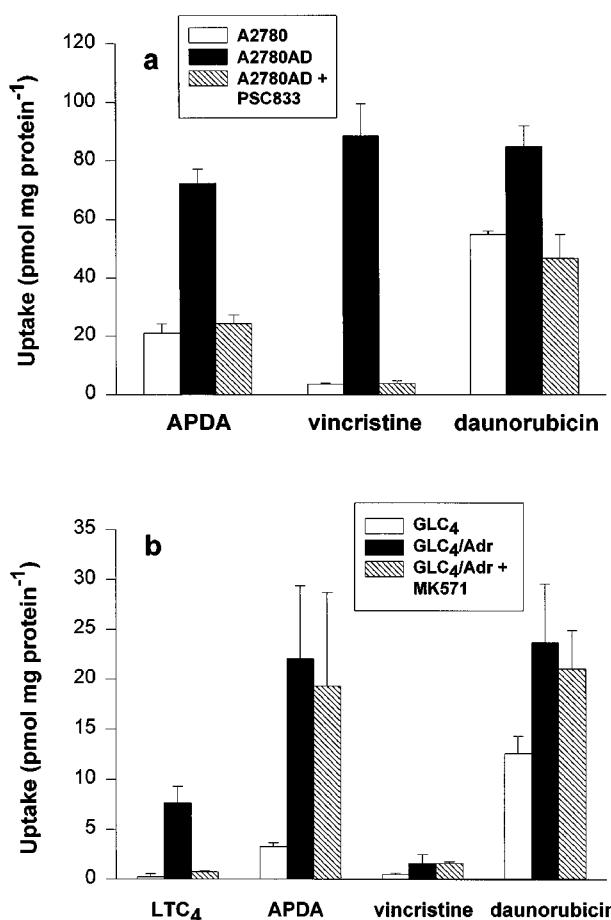 a
A2780
A2780AD
A2780AD +
PSC833
Uptake (pmol mg protein⁻¹)
120
100
80
60
40
20
0
APDA vincristine daunorubicin
b
GLC₄
GLC₄/Adr
GLC₄/Adr +
MK571
Uptake (pmol mg protein⁻¹)
35
30
25
20
15
10
5
0
LTC₄ APDA vincristine daunorubicin